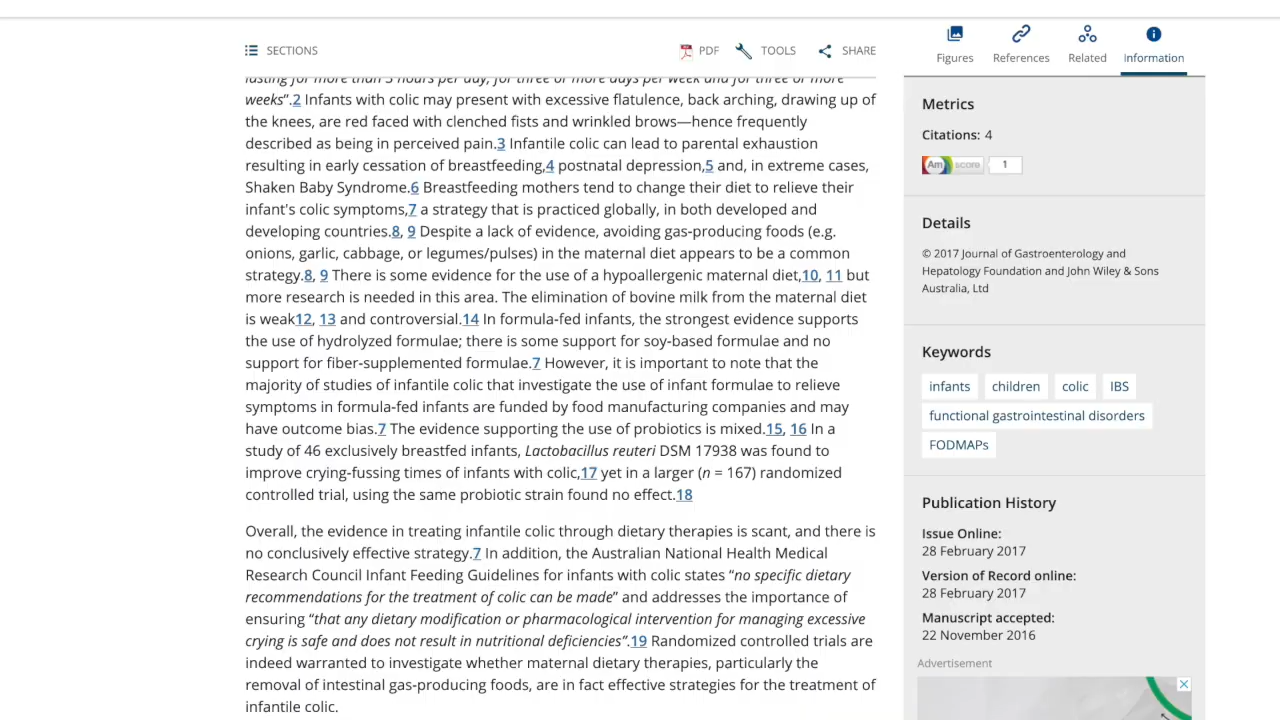 SECTIONS
PDF
TOOLS
SHARE
lasting for more than 3 hours per day, for three or more days per week and for three or more
weeks“.2 Infants with colic may present with excessive flatulence, back arching, drawing up of
the knees, are red faced with clenched fists and wrinkled brows—hence frequently
described as being in perceived pain.3 Infantile colic can lead to parental exhaustion
resulting in early cessation of breastfeeding,4 postnatal depression,5 and, in extreme cases,
Shaken Baby Syndrome.6 Breastfeeding mothers tend to change their diet to relieve their
infant's colic symptoms,7 a strategy that is practiced globally, in both developed and
developing countries.8, 9 Despite a lack of evidence, avoiding gas-producing foods (e.g.
onions, garlic, cabbage, or legumes/pulses) in the maternal diet appears to be a common
strategy.8, 9 There is some evidence for the use of a hypoallergenic maternal diet,10, 11 but
more research is needed in this area. The elimination of bovine milk from the maternal diet
is weak12, 13 and controversial.14 In formula-fed infants, the strongest evidence supports
the use of hydrolyzed formulae; there is some support for soy-based formulae and no
support for fiber-supplemented formulae.7 However, it is important to note that the
majority of studies of infantile colic that investigate the use of infant formulae to relieve
symptoms in formula-fed infants are funded by food manufacturing companies and may
have outcome bias.7 The evidence supporting the use of probiotics is mixed.15, 16 In a
study of 46 exclusively breastfed infants, Lactobacillus reuteri DSM 17938 was found to
improve crying-fussing times of infants with colic,17 yet in a larger (n = 167) randomized
controlled trial, using the same probiotic strain found no effect.18
Overall, the evidence in treating infantile colic through dietary therapies is scant, and there is
no conclusively effective strategy.7 In addition, the Australian National Health Medical
Research Council Infant Feeding Guidelines for infants with colic states “no specific dietary
recommendations for the treatment of colic can be made” and addresses the importance of
ensuring “that any dietary modification or pharmacological intervention for managing excessive
crying is safe and does not result in nutritional deficiencies”.19 Randomized controlled trials are
indeed warranted to investigate whether maternal dietary therapies, particularly the
removal of intestinal gas-producing foods, are in fact effective strategies for the treatment of
infantile colic.
Figures
References
Related
Information
Metrics
Citations: 4
Am score 1
Details
© 2017 Journal of Gastroenterology and
Hepatology Foundation and John Wiley & Sons
Australia, Ltd
Keywords
infants
children
colic
IBS
functional gastrointestinal disorders
FODMAPs
Publication History
Issue Online:
28 February 2017
Version of Record online:
28 February 2017
Manuscript accepted:
22 November 2016
Advertisement